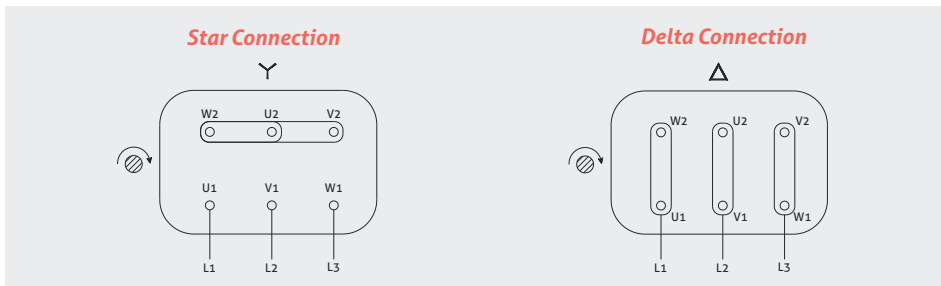 Star Connection
Delta Connection
W2 U2 V2
U1 V1 W1
L1 L2 L3
W2 U2 V2
U1 V1 W1
L1 L2 L3